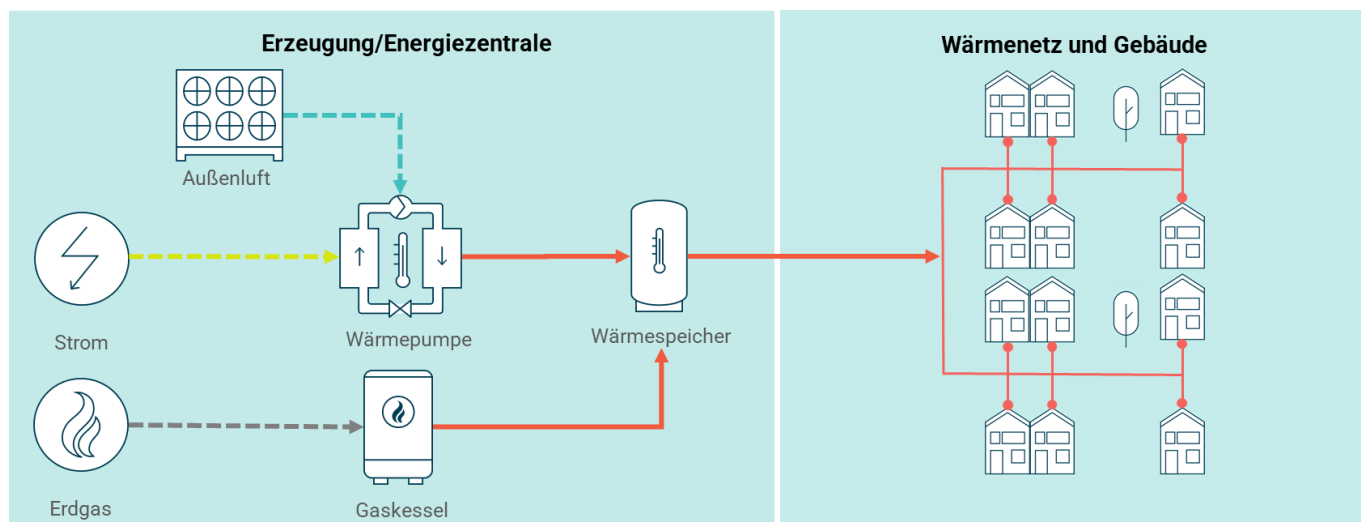 Erzeugung/Energiezentrale
Wärmenetz und Gebäude
Außenluft
Strom
Wärmepumpe
Wärmespeicher
Erdgas
Gaskessel